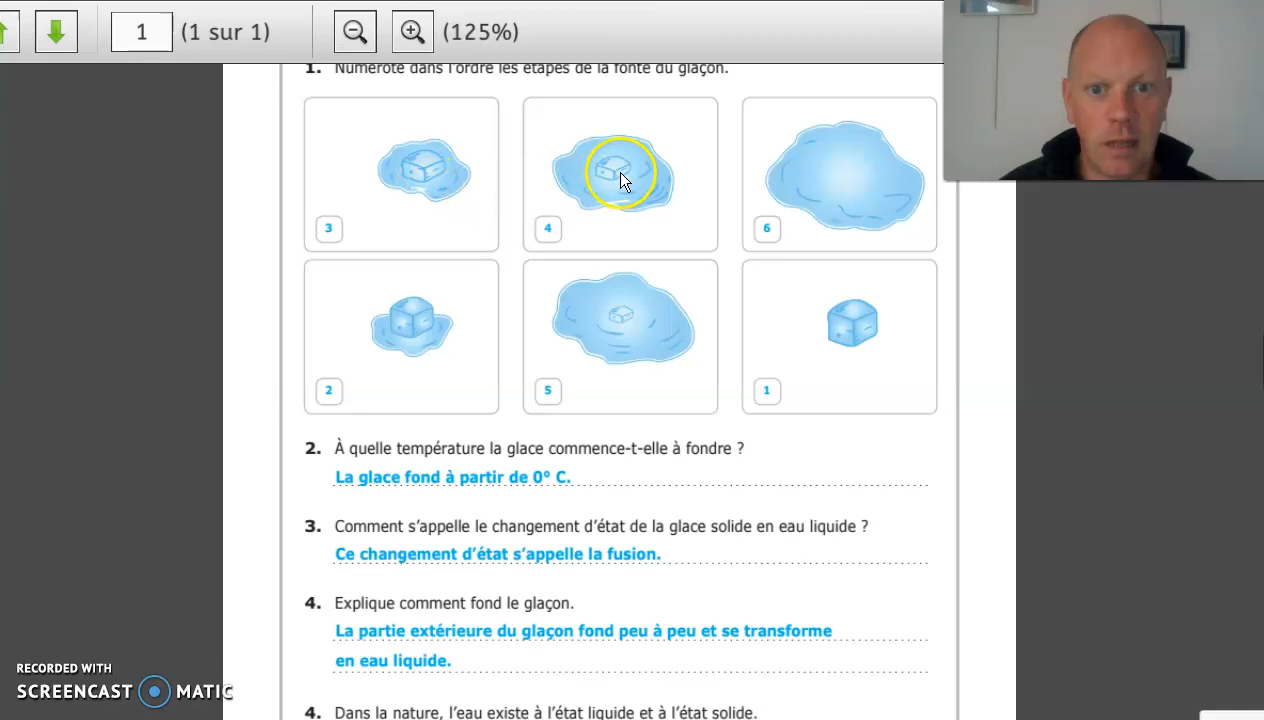 1 (1 sur 1) (125%)
1. Numérote dans l'ordre les étapes de la fonte du glaçon.
3 4 6
2 5 1
2. À quelle température la glace commence-t-elle à fondre ?
La glace fond à partir de 0° C.
3. Comment s'appelle le changement d'état de la glace solide en eau liquide ?
Ce changement d'état s'appelle la fusion.
4. Explique comment fond le glaçon.
La partie extérieure du glaçon fond peu à peu et se transforme
en eau liquide.
4. Dans la nature, l'eau existe à l'état liquide et à l'état solide.
RECORDED WITH
SCREENCAST MATIC